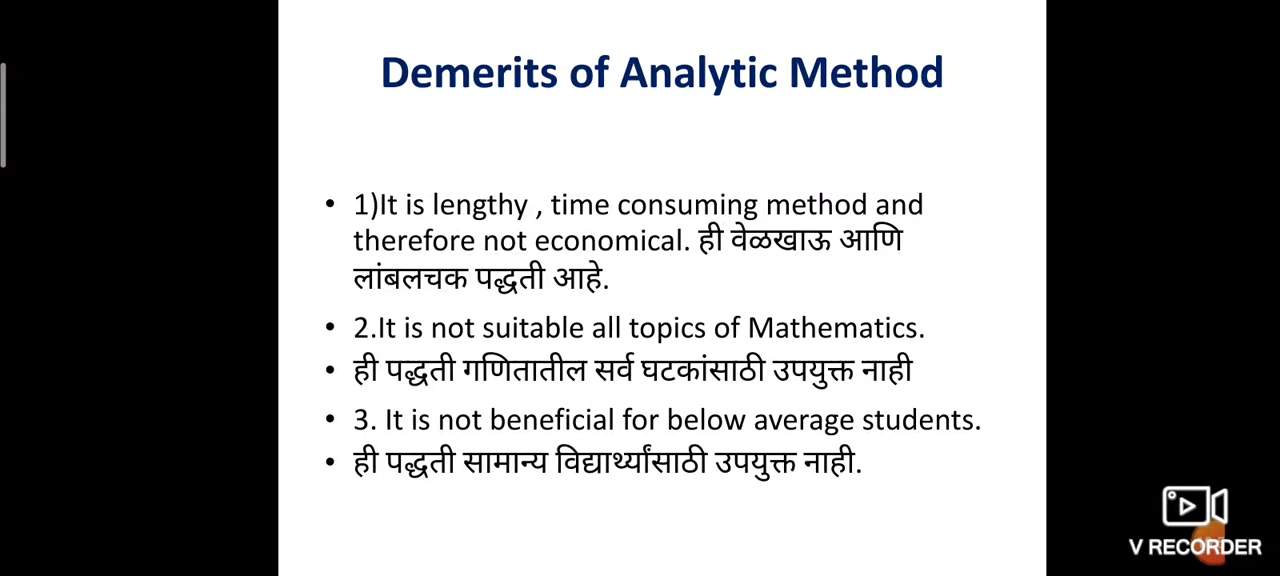 Demerits of Analytic Method
• 1)It is lengthy , time consuming method and
therefore not economical. ही वेळखाऊ आणि
लांबलचक पद्धती आहे.
• 2.It is not suitable all topics of Mathematics.
• ही पद्धती गणितातील सर्व घटकांसाठी उपयुक्त नाही
• 3. It is not beneficial for below average students.
• ही पद्धती सामान्य विद्यार्थ्यांसाठी उपयुक्त नाही.
V RECORDER